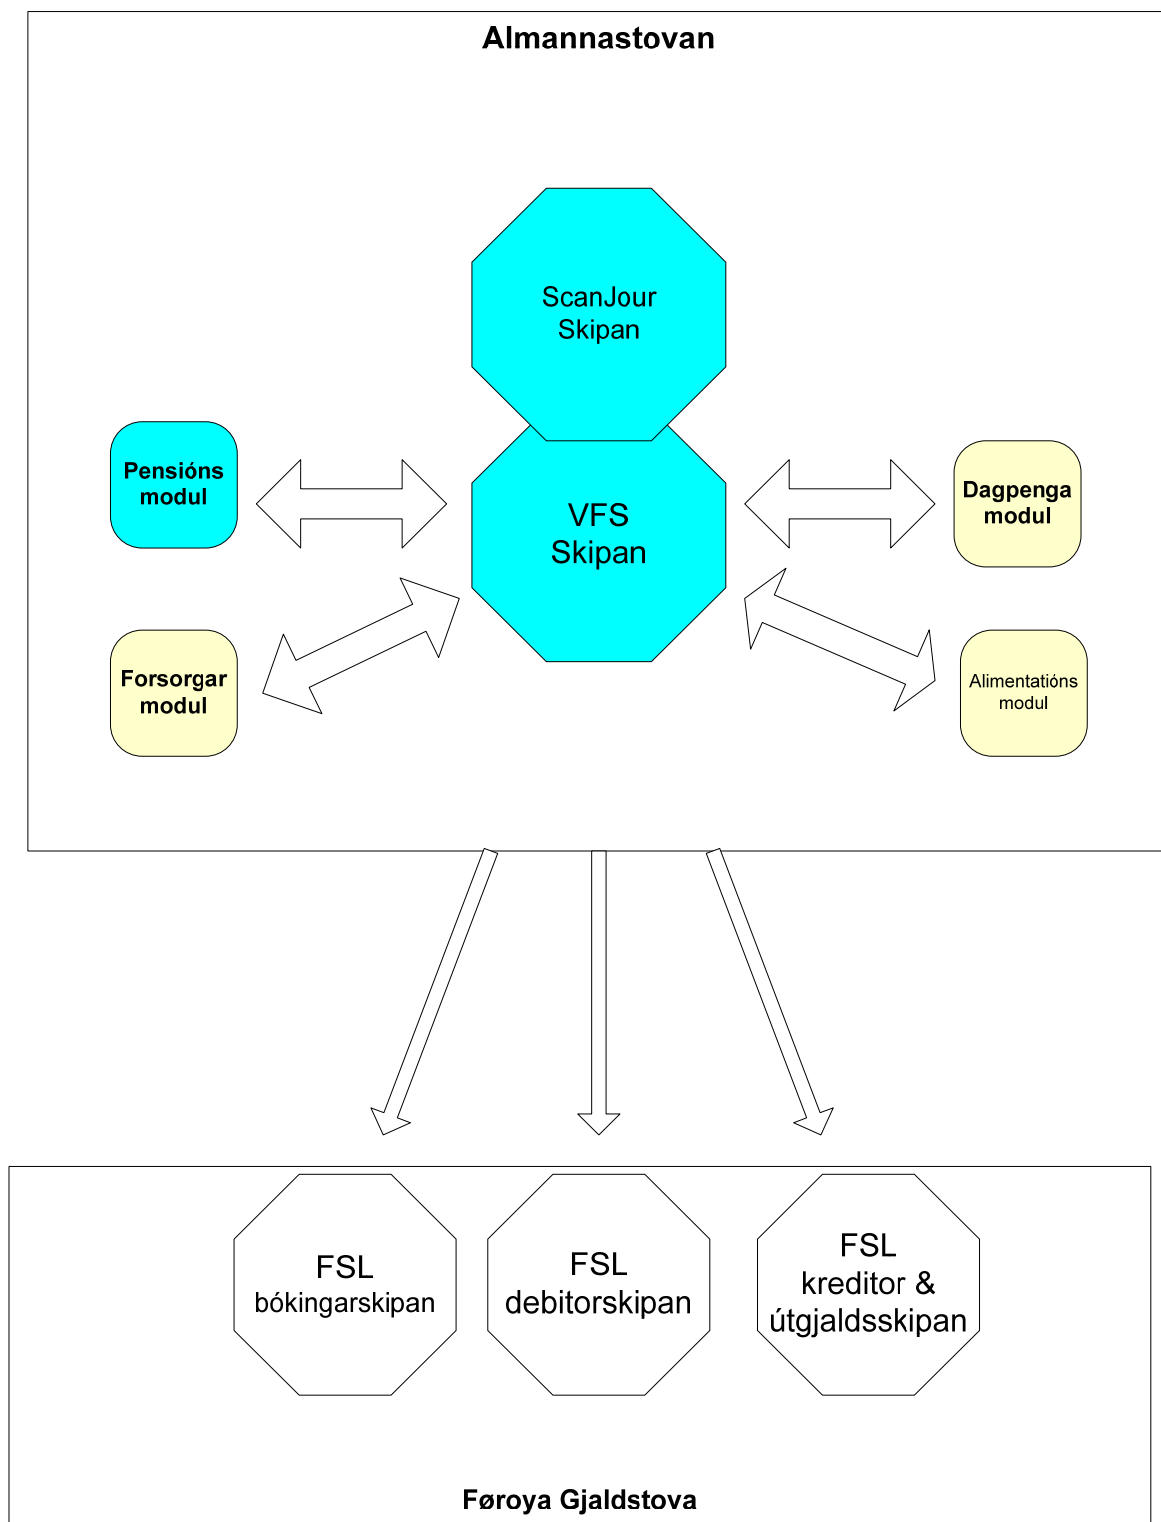 Almannastovan
ScanJour
Skipan
Pensións
modul
VFS
Skipan
Dagpenga
modul
Forsorgar
modul
Alimentatións
modul
FSL
bókingarskipan
FSL
debitorskipan
FSL
kreditor &
útgjaldsskipan
Føroya Gjaldstova